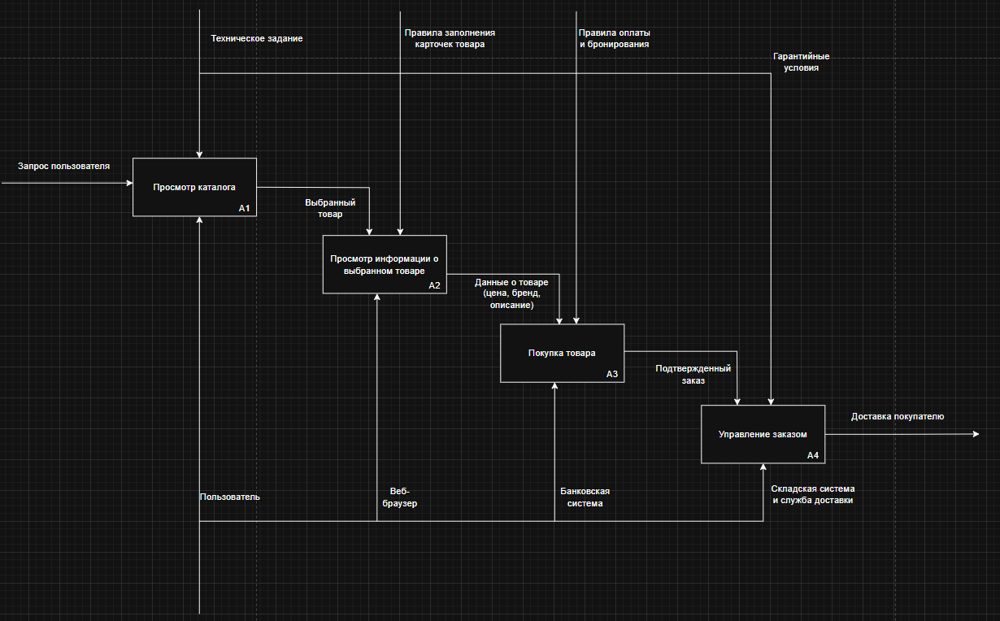 Техническое задание
Правила заполнения
карточек товара
Правила оплаты
и бронирования
Гарантийные
условия
Запрос пользователя
Просмотр каталога
A1
Выбранный
товар
Просмотр информации о
выбранном товаре
A2
Данные о товаре
(цена, бренд,
описание)
Покупка товара
A3
Подтвержденный
заказ
Управление заказом
A4
Доставка покупателю
Пользователь
Веб-
браузер
Банковская
система
Складская система
и служба доставки